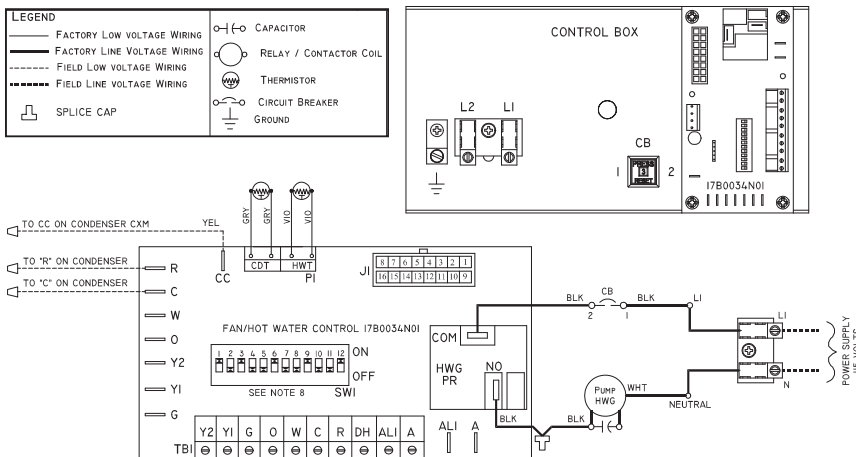 LEGEND
FACTORY LOW VOLTAGE WIRING
FACTORY LINE VOLTAGE WIRING
FIELD LOW VOLTAGE WIRING
FIELD LINE VOLTAGE WIRING
SPLICE CAP
CAPACITOR
RELAY / CONTACTOR COIL
THERMISTOR
CIRCUIT BREAKER
GROUND
CONTROL BOX
L2 L1
CB
1 2
PRESS
RESET
17B0034N01
TO CC ON CONDENSER CXM
YEL
TO "R" ON CONDENSER
TO "C" ON CONDENSER
GRY GRY VIO VIO
CC
CDT HWT
P1
J1
8 7 6 5 4 3 2 1
16 15 14 13 12 11 10 9
R
C
W
O
Y2
Y1
G
FAN/HOT WATER CONTROL 17B0034N01
1 2 3 4 5 6 7 8 9 10 11 12
ON
OFF
SEE NOTE 8
SW1
TB1
Y2 Y1 G O W C R DH AL1 A
COM
HWG
PR
NO
AL1 A
BLK
CB
2 1
BLK
L1
BLK
BLK
PUMP
HWG
WHT
NEUTRAL
L1
N
POWER SUPPLY
115 VOLTS